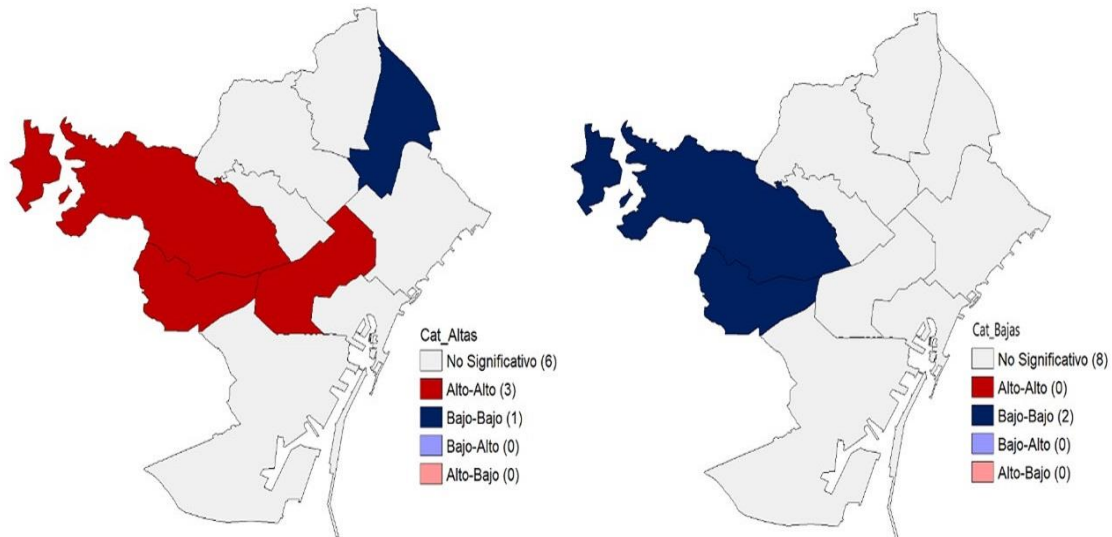 Cat_Altas
No Significativo (6)
Alto-Alto (3)
Bajo-Bajo (1)
Bajo-Alto (0)
Alto-Bajo (0)
Cat_Bajas
No Significativo (8)
Alto-Alto (0)
Bajo-Bajo (2)
Bajo-Alto (0)
Alto-Bajo (0)